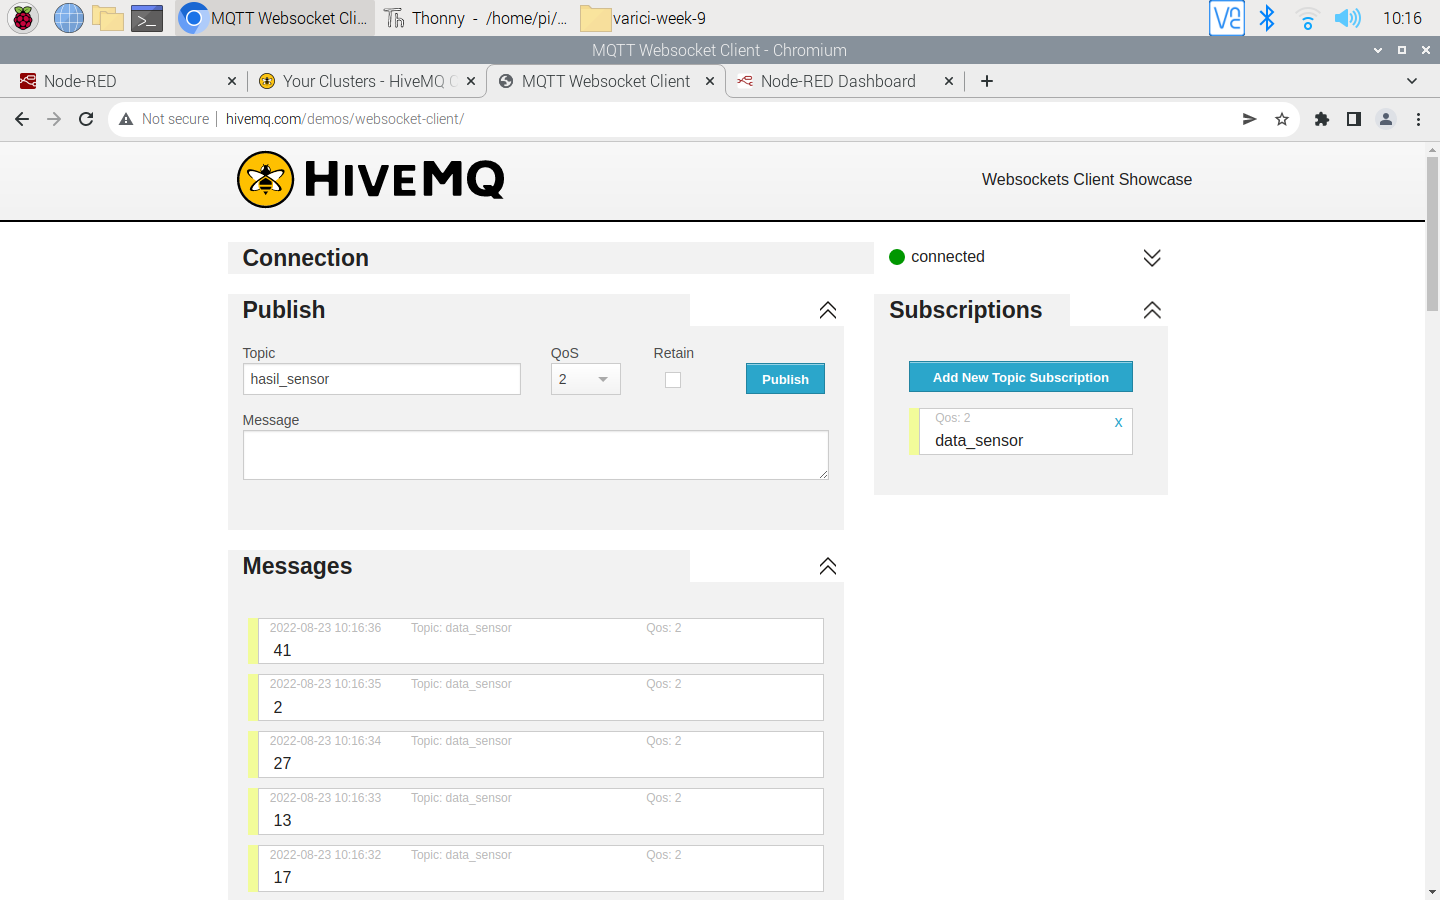 MQTT Websocket Cli...
Thonny - /home/pi/...
varici-week-9
10:16
MQTT Websocket Client - Chromium
Node-RED
Your Clusters - HiveMQ C
MQTT Websocket Client
Node-RED Dashboard
Not secure
hivemq.com/demos/websocket-client/
HIVEMQ
Websockets Client Showcase
Connection
connected
Publish
Subscriptions
Topic
QoS
Retain
hasil_sensor
2
Publish
Add New Topic Subscription
Message
Qos: 2
x
data_sensor
Messages
2022-08-23 10:16:36 Topic: data_sensor Qos: 2
41
2022-08-23 10:16:35 Topic: data_sensor Qos: 2
2
2022-08-23 10:16:34 Topic: data_sensor Qos: 2
27
2022-08-23 10:16:33 Topic: data_sensor Qos: 2
13
2022-08-23 10:16:32 Topic: data_sensor Qos: 2
17